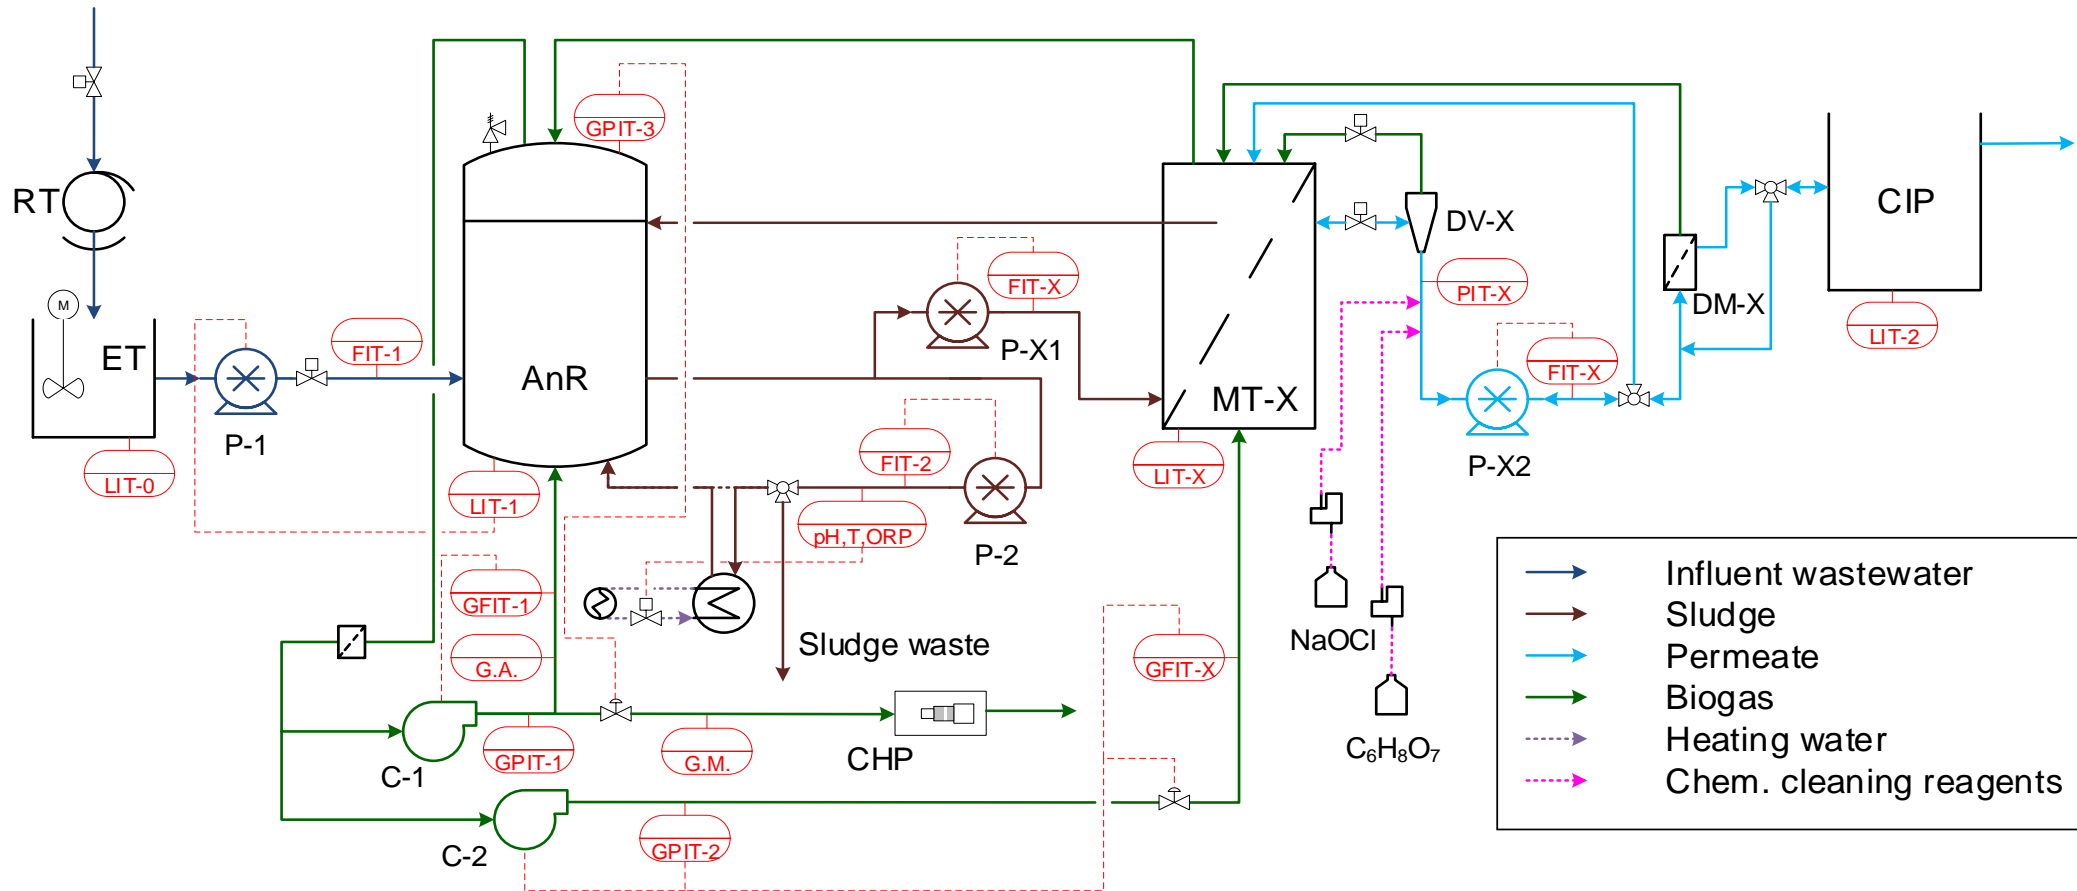 GPIT-3
RT
CIP
DV-X
FIT-X
PIT-X
DM-X
M
ET
FIT-1
LIT-2
P-X1
AnR
FIT-X
MT-X
P-1
FIT-2
LIT-0
LIT-1
LIT-X
P-X2
pH,T,ORP
P-2
GFIT-1
Sludge waste
NaOCl
G.A.
GFIT-X
GPIT-1
G.M.
CHP
C-1
C₆H₈O₇
GPIT-2
C-2
Influent wastewater
Sludge
Permeate
Biogas
Heating water
Chem. cleaning reagents